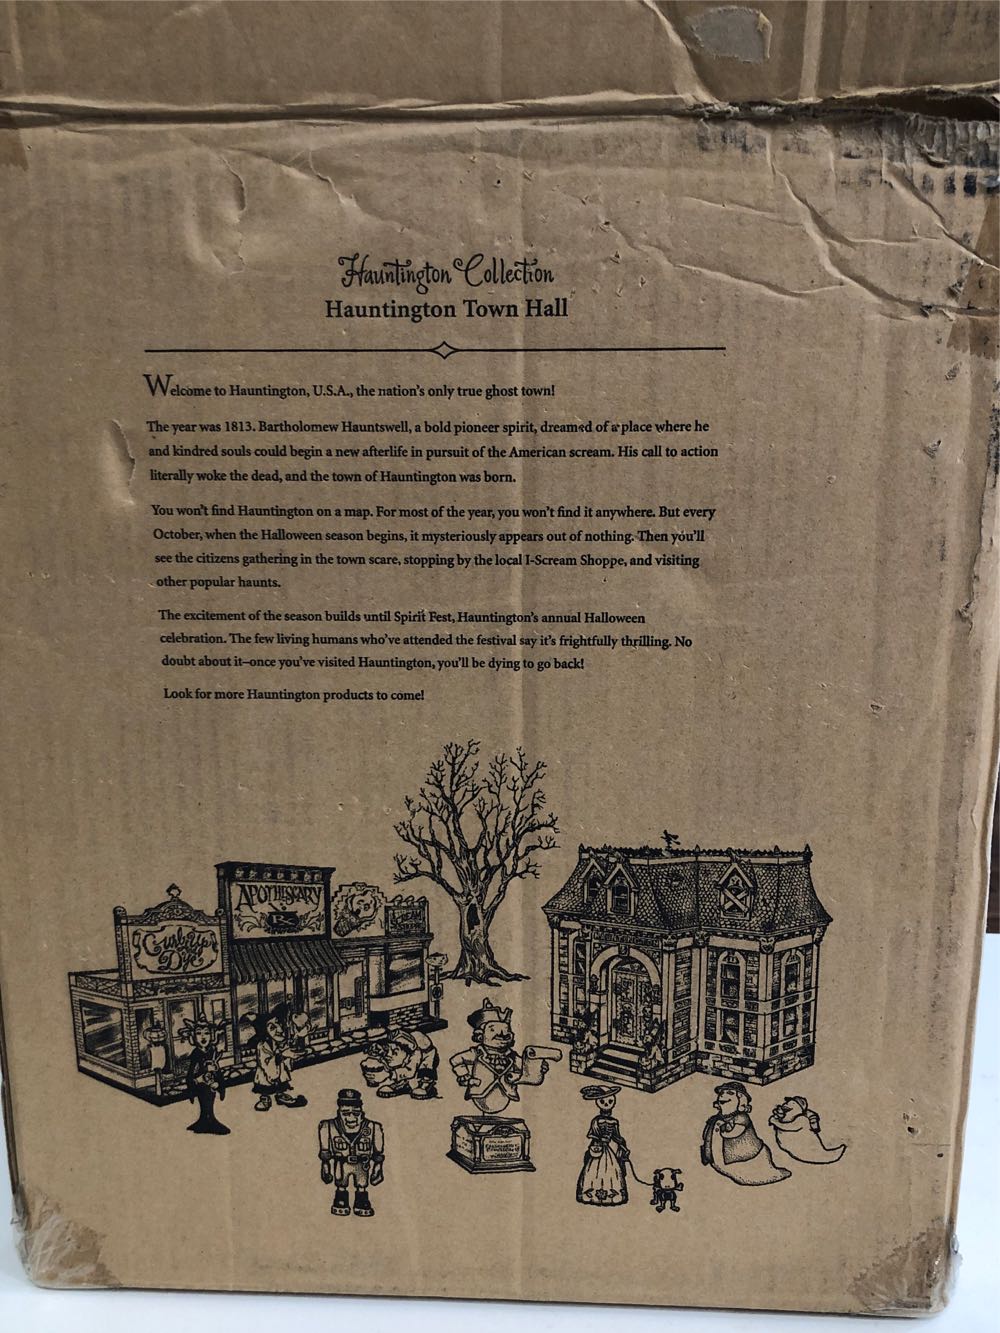 Hauntington Collection
Hauntington Town Hall
Welcome to Hauntington, U.S.A., the nation's only true ghost town!
The year was 1813. Bartholomew Hauntswell, a bold pioneer spirit, dreamed of a place where he
and kindred souls could begin a new afterlife in pursuit of the American scream. His call to action
literally woke the dead, and the town of Hauntington was born.
You won't find Hauntington on a map. For most of the year, you won't find it anywhere. But every
October, when the Halloween season begins, it mysteriously appears out of nothing. Then you'll
see the citizens gathering in the town scare, stopping by the local I-Scream Shoppe, and visiting
other popular haunts.
The excitement of the season builds until Spirit Fest, Hauntington's annual Halloween
celebration. The few living humans who've attended the festival say it's frightfully thrilling. No
doubt about it–once you've visited Hauntington, you'll be dying to go back!
Look for more Hauntington products to come!
APOTHESCARY
Curl Up
Dye